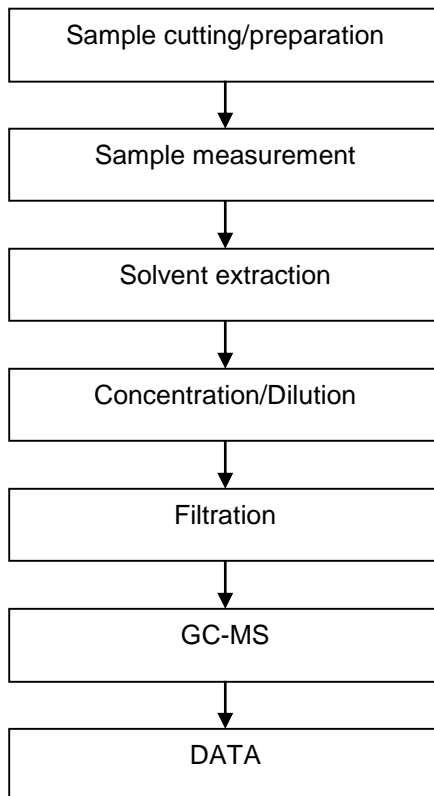 Sample cutting/preparation
Sample measurement
Solvent extraction
Concentration/Dilution
Filtration
GC-MS
DATA